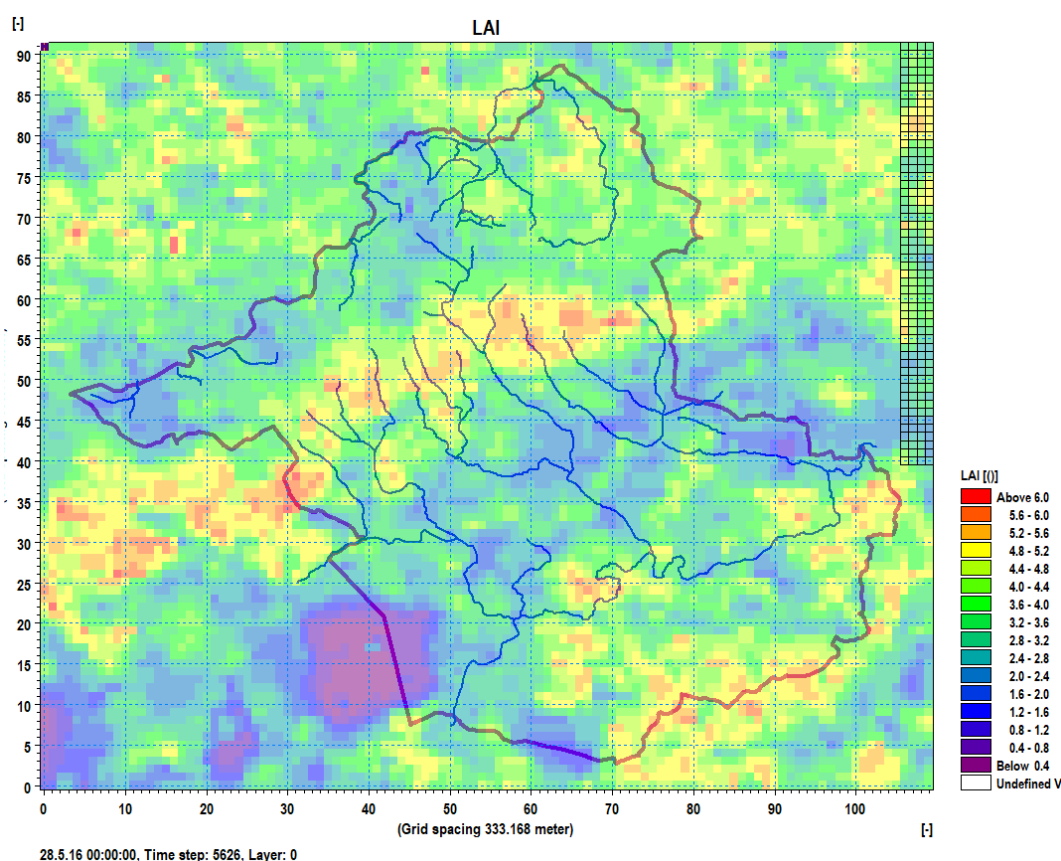 [-]
LAI
90
85
80
75
70
65
60
55
50
45
40
35
30
25
20
15
10
5
0
0 10 20 30 40 50 60 70 80 90 100
(Grid spacing 333.168 meter)
[-]
28.5.16 00:00:00, Time step: 5626, Layer: 0
LAI [()]
Above 6.0
5.6 - 6.0
5.2 - 5.6
4.8 - 5.2
4.4 - 4.8
4.0 - 4.4
3.6 - 4.0
3.2 - 3.6
2.8 - 3.2
2.4 - 2.8
2.0 - 2.4
1.6 - 2.0
1.2 - 1.6
0.8 - 1.2
0.4 - 0.8
Below 0.4
Undefined V